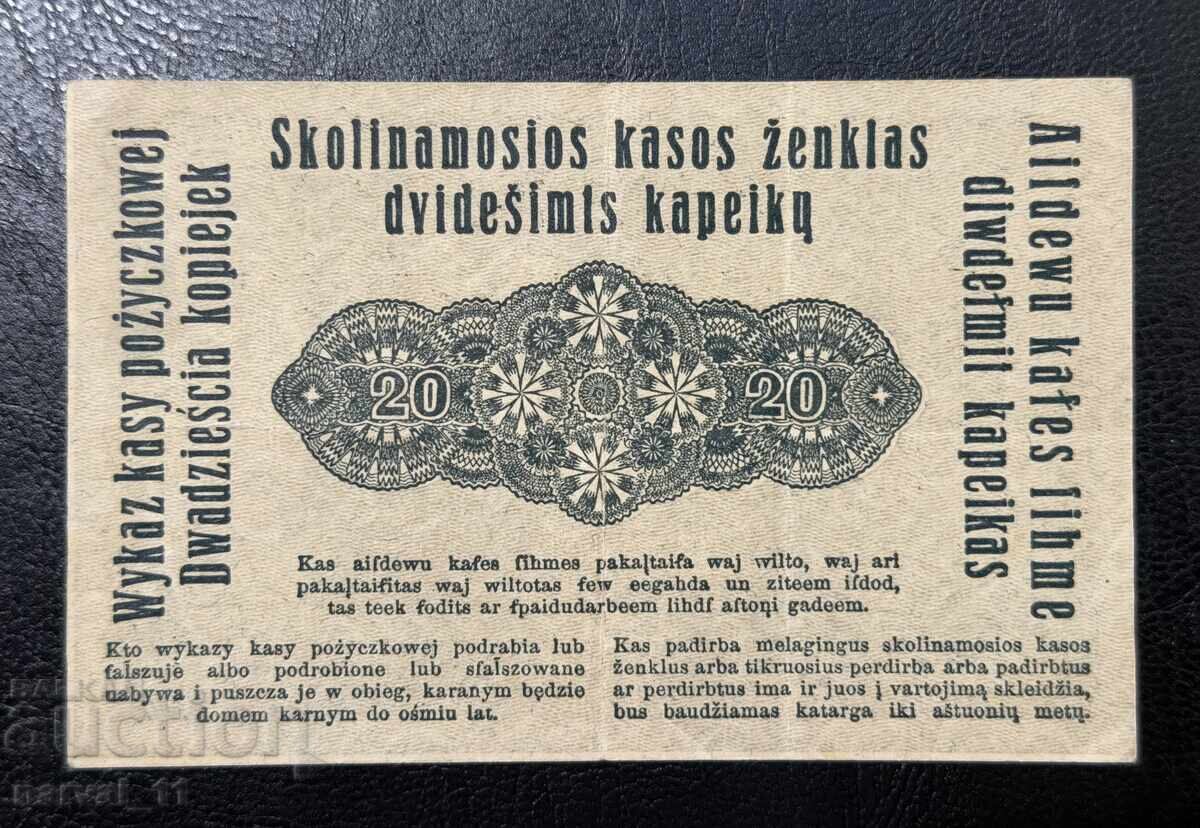 Skolinamosios kasos ženklas
dvidešimts kapeikų
Wykaz kasy pożyczkowej
Dwadzieścia kopiejek
Aiſdewu kaſes ſihme
diwdeſmit kapeikas
20 20
Kas aiſdewu kaſes ſihmes pakaļtaiſa waj wilto, waj ari
pakaļtaiſitas waj wiltotas ſew eegahda un ziteem iſdod,
tas teek ſodits ar ſpaidudarbeem lihdſ aſtoņi gadeem.
Kto wykazy kasy pożyczkowej podrabia lub
fałszuje albo podrobione lub sfałszowane
nabywa i puszcza je w obieg, karanym będzie
domem karnym do ośmiu lat.
Kas padirba melagingus skolinamosios kasos
ženklus arba tikruosius perdirba arba padirbtus
ar perdirbtus ima ir juos į vartojimą skleidžia,
bus baudžiamas katarga iki aštuonių metų.
auction
narval_11